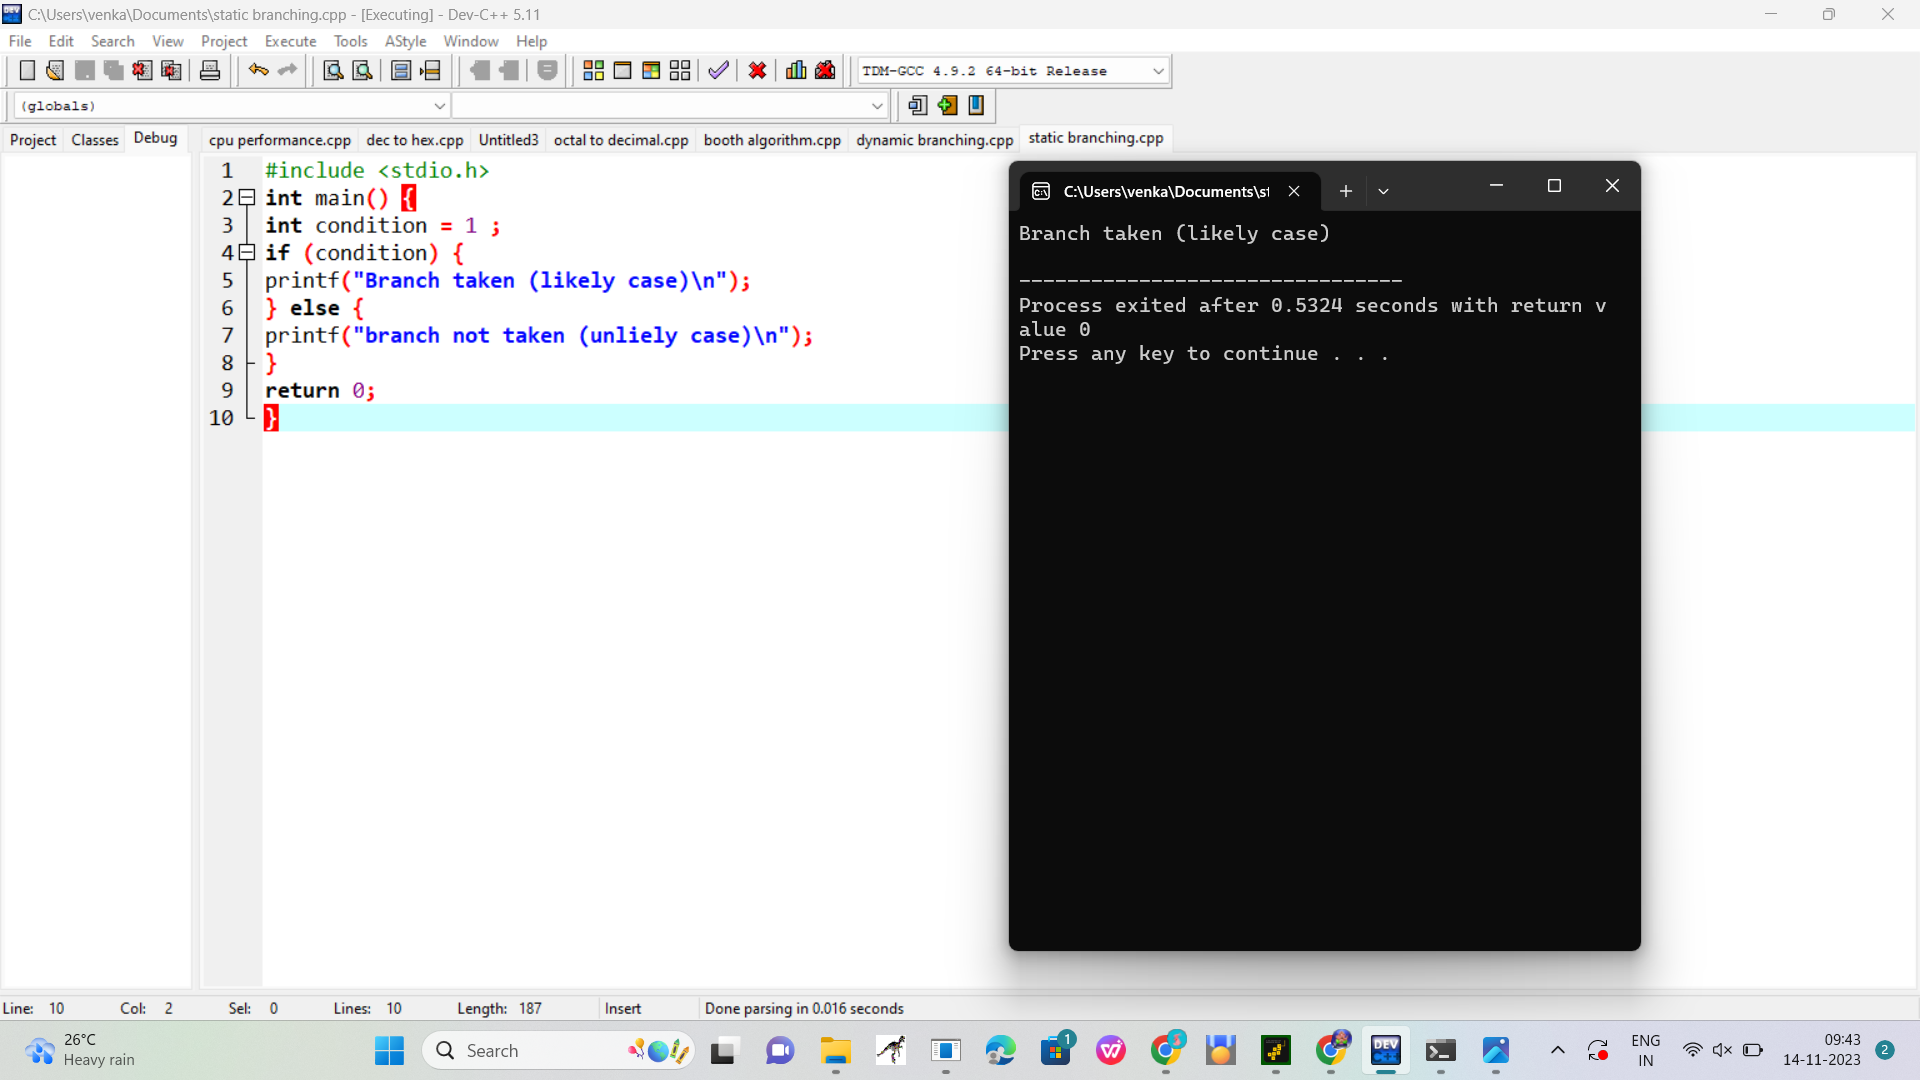 C:\Users\venka\Documents\static branching.cpp - [Executing] - Dev-C++ 5.11
File Edit Search View Project Execute Tools AStyle Window Help
TDM-GCC 4.9.2 64-bit Release
(globals)
Project Classes Debug
cpu performance.cpp dec to hex.cpp Untitled3 octal to decimal.cpp booth algorithm.cpp dynamic branching.cpp static branching.cpp
1 #include <stdio.h>
2 int main() {
3 int condition = 1 ;
4 if (condition) {
5 printf("Branch taken (likely case)\n");
6 } else {
7 printf("branch not taken (unliely case)\n");
8 }
9 return 0;
10 }
C:\Users\venka\Documents\st
Branch taken (likely case)
--------------------------------
Process exited after 0.5324 seconds with return v
alue 0
Press any key to continue . . .
Line: 10 Col: 2 Sel: 0 Lines: 10 Length: 187 Insert Done parsing in 0.016 seconds
26°C
Heavy rain
Search
1
DEV
C++
ENG
IN
09:43
14-11-2023
2